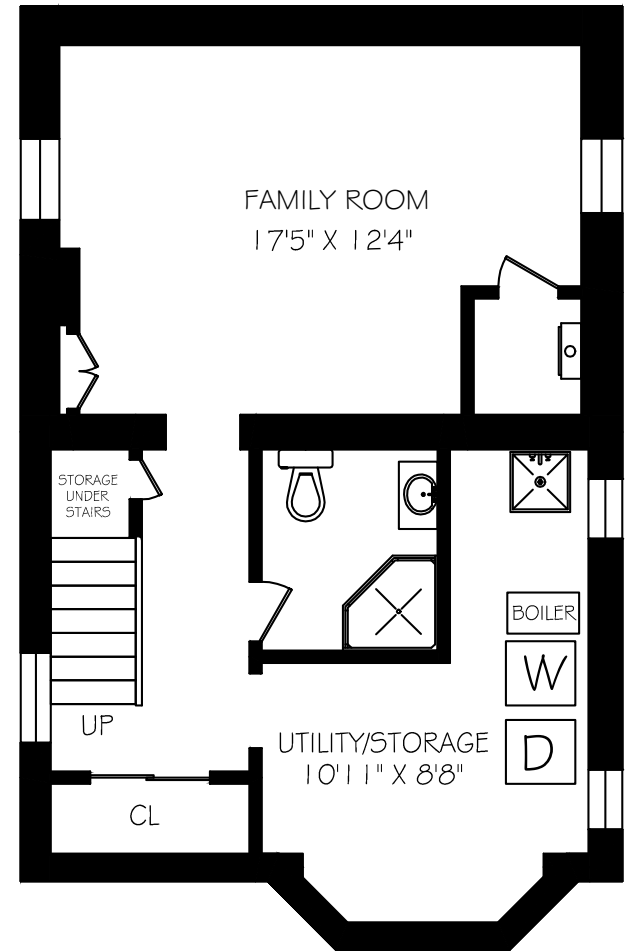 FAMILY ROOM
17'5" X 12'4"
STORAGE
UNDER
STAIRS
BOILER
W
UP
UTILITY/STORAGE
10'11" X 8'8"
D
CL